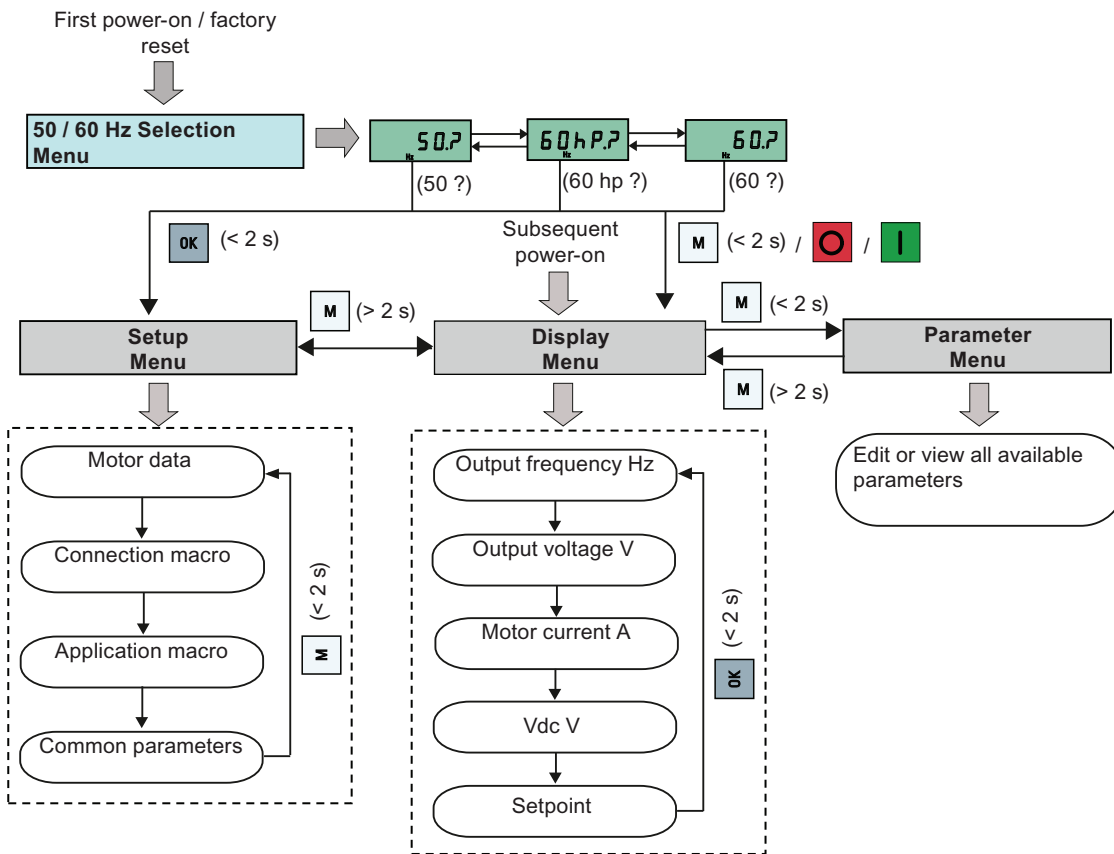 First power-on / factory
reset
50 / 60 Hz Selection
Menu
50.?
Hz
60hP.?
Hz
60.?
Hz
(50 ?)
(60 hp ?)
(60 ?)
OK (< 2 s)
Subsequent
power-on
M (< 2 s) / O / I
M (> 2 s)
M (< 2 s)
Setup
Menu
Display
Menu
Parameter
Menu
M (> 2 s)
Motor data
Connection macro
Application macro
Common parameters
M (< 2 s)
Output frequency Hz
Output voltage V
Motor current A
Vdc V
Setpoint
OK (< 2 s)
Edit or view all available
parameters